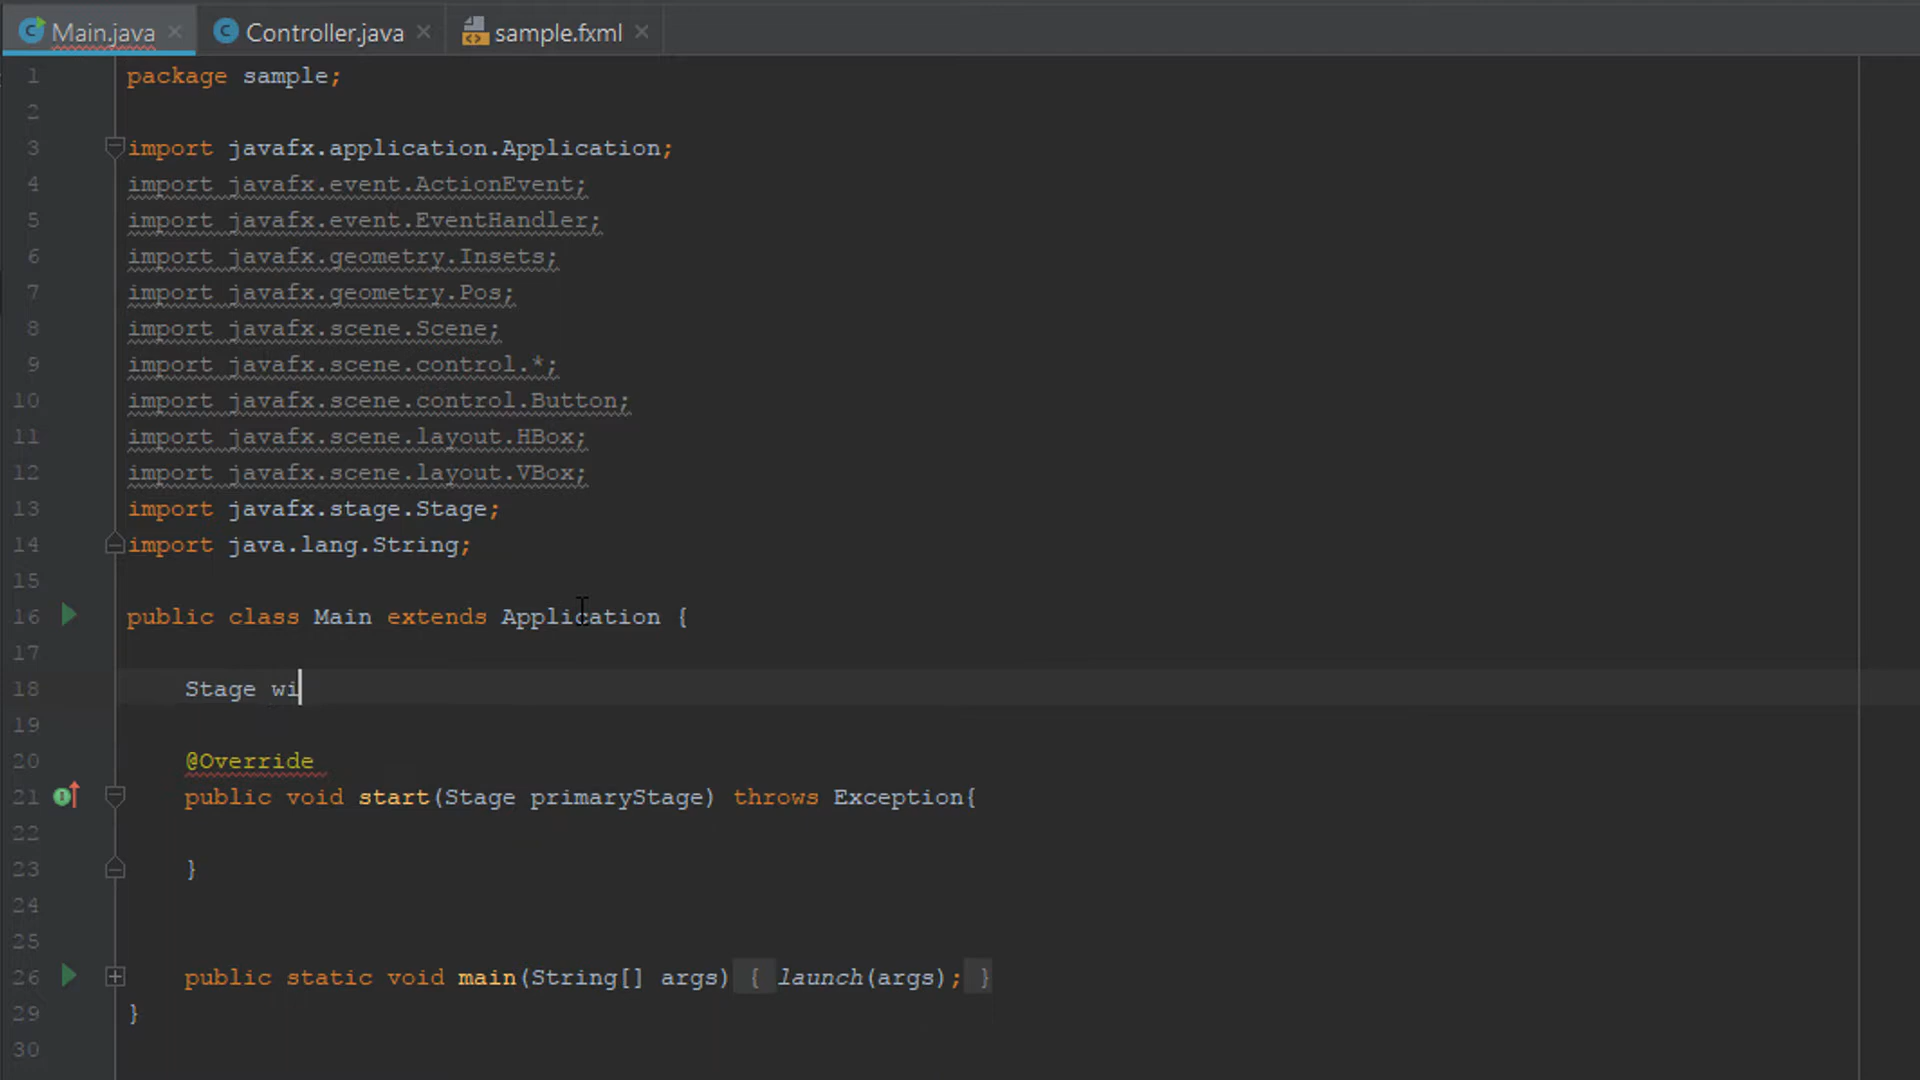 Main.java Controller.java sample.fxml
1 package sample;
2
3 import javafx.application.Application;
4 import javafx.event.ActionEvent;
5 import javafx.event.EventHandler;
6 import javafx.geometry.Insets;
7 import javafx.geometry.Pos;
8 import javafx.scene.Scene;
9 import javafx.scene.control.*;
10 import javafx.scene.control.Button;
11 import javafx.scene.layout.HBox;
12 import javafx.scene.layout.VBox;
13 import javafx.stage.Stage;
14 import java.lang.String;
15
16 public class Main extends Application {
17
18 Stage wi
19
20 @Override
21 public void start(Stage primaryStage) throws Exception{
22
23 }
24
25
26 public static void main(String[] args) { launch(args); }
29 }
30